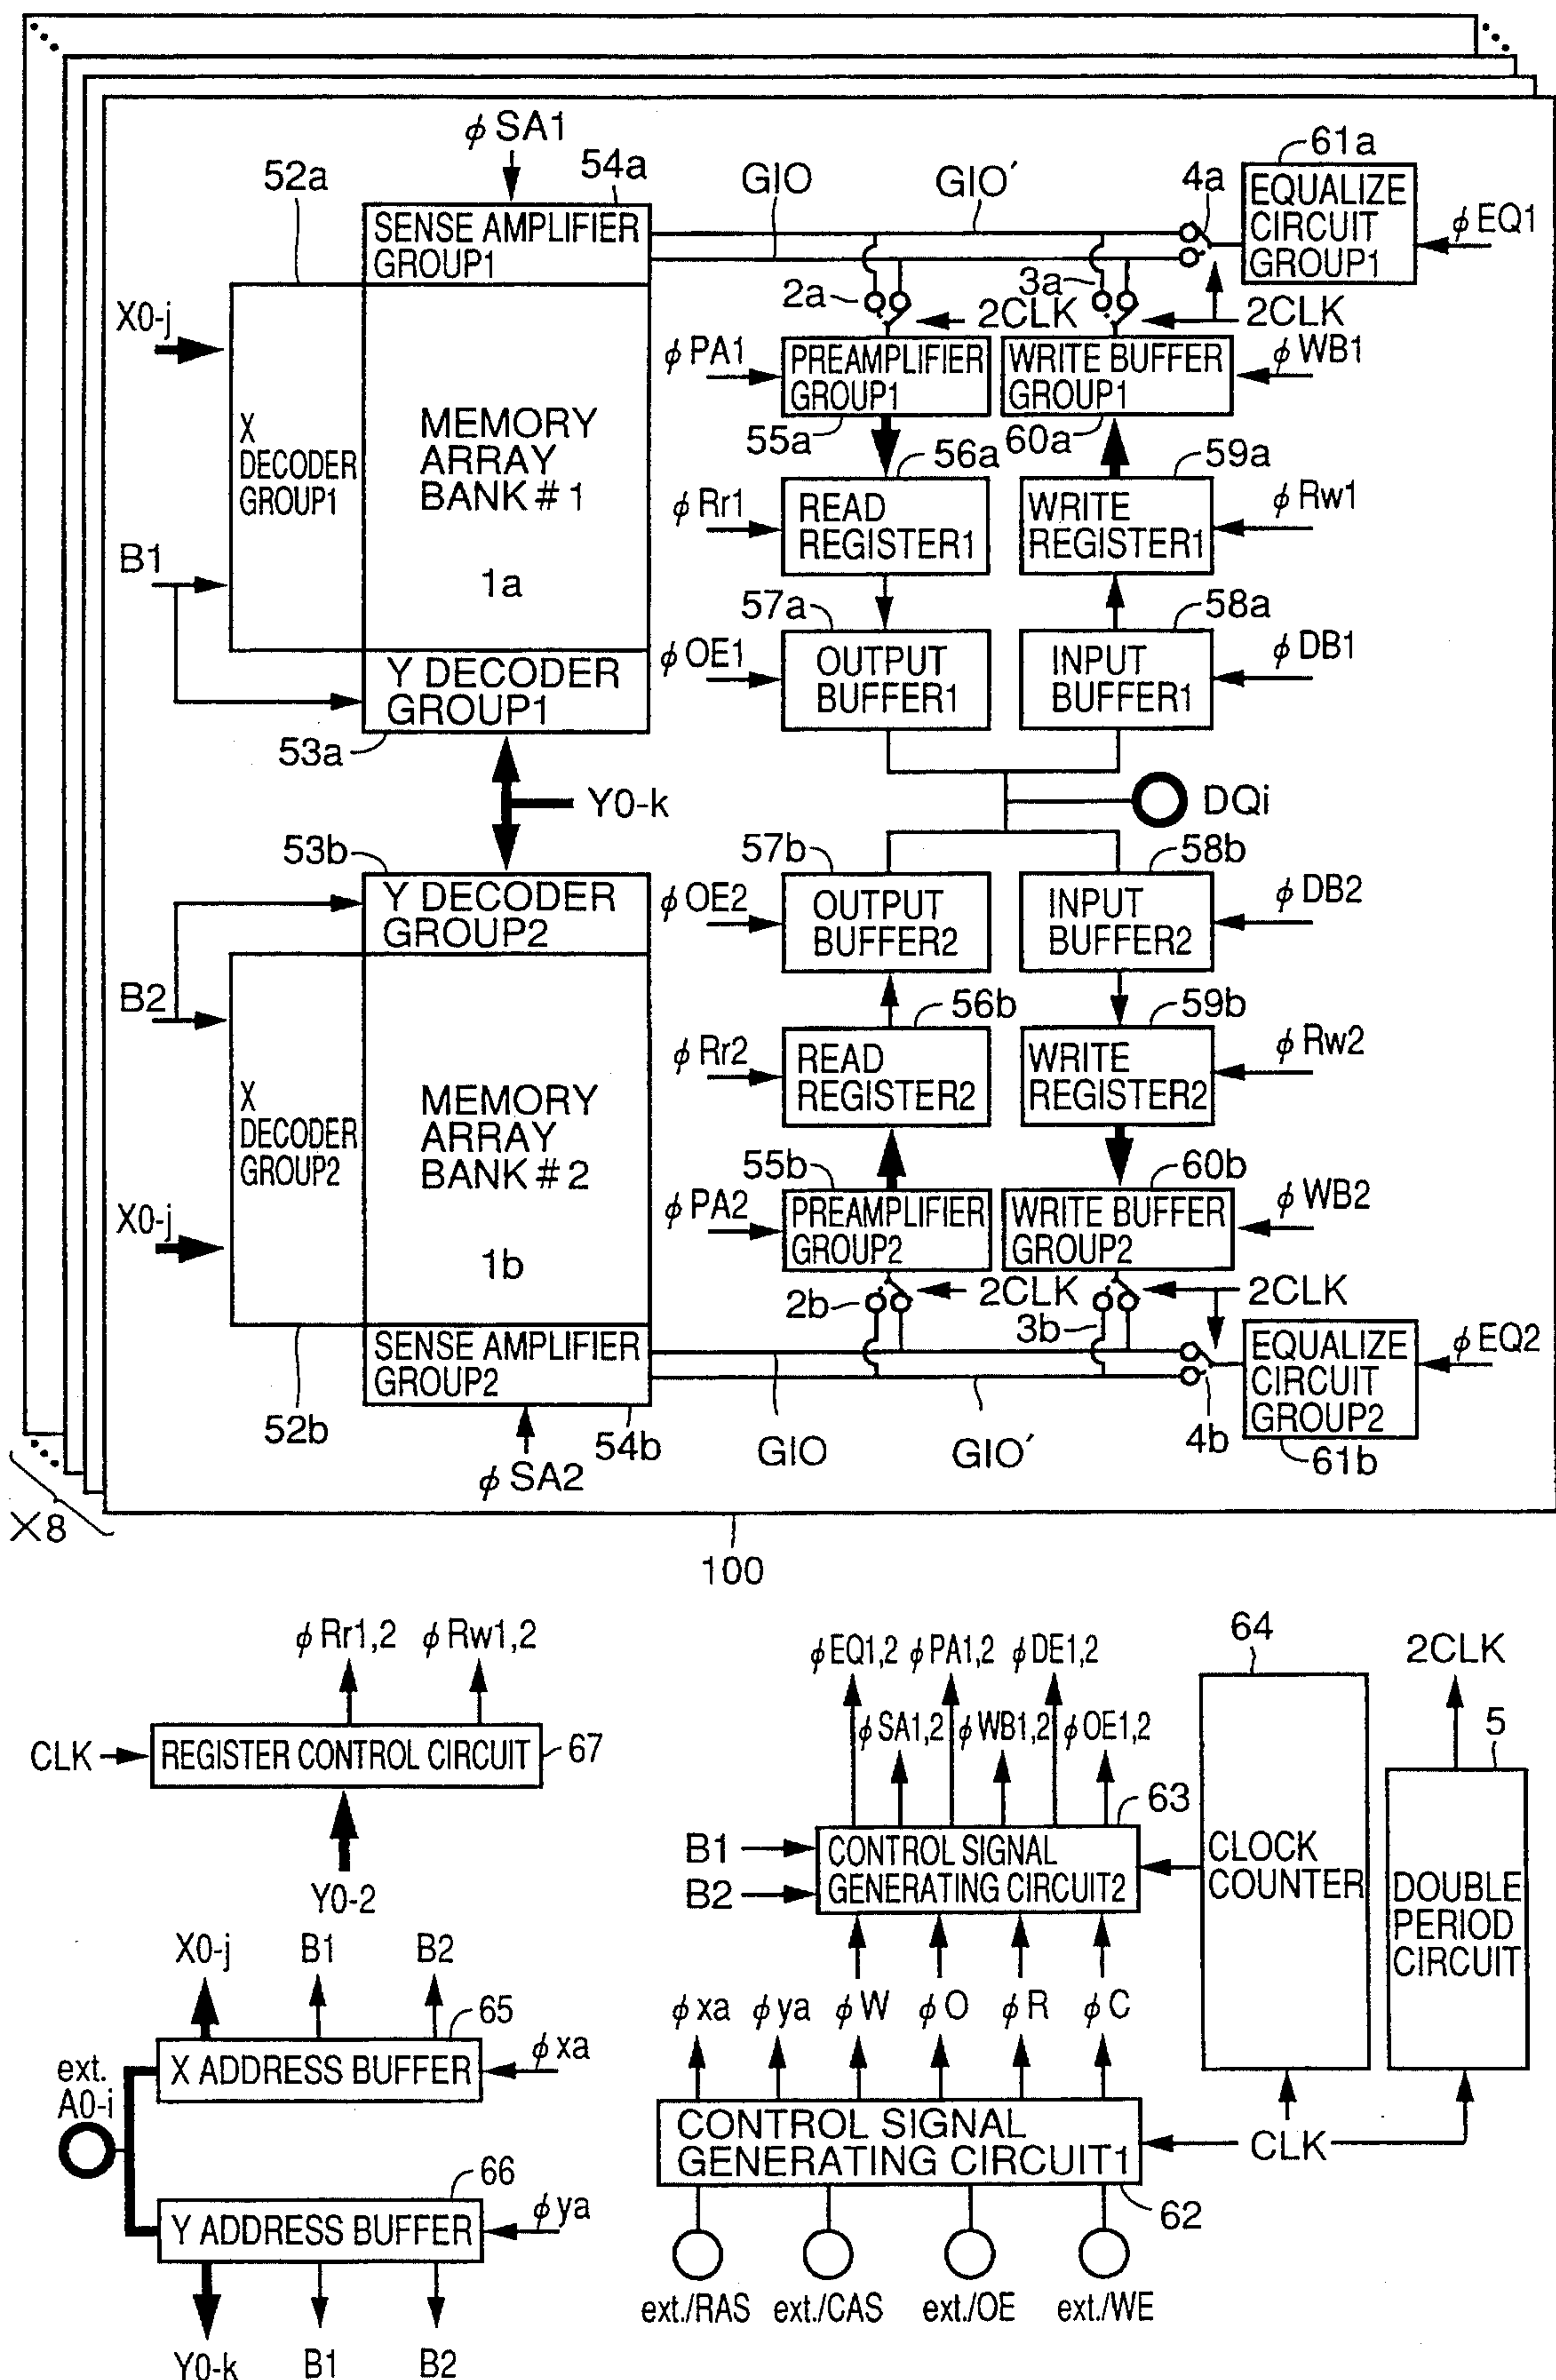 φSA1
52a
54a
GIO
GIO′
4a
61a
SENSE AMPLIFIER
GROUP1
EQUALIZE
CIRCUIT
GROUP1
φEQ1
X0-j
2a
3a
2CLK
2CLK
φPA1
PREAMPLIFIER
GROUP1
WRITE BUFFER
GROUP1
φWB1
X
DECODER
GROUP1
MEMORY
ARRAY
BANK#1
55a
60a
56a
59a
φRr1
READ
REGISTER1
WRITE
REGISTER1
φRw1
B1
1a
57a
58a
φOE1
OUTPUT
BUFFER1
INPUT
BUFFER1
φDB1
Y DECODER
GROUP1
53a
Y0-k
DQi
53b
57b
58b
Y DECODER
GROUP2
φOE2
OUTPUT
BUFFER2
INPUT
BUFFER2
φDB2
B2
56b
59b
φRr2
READ
REGISTER2
WRITE
REGISTER2
φRw2
X
DECODER
GROUP2
MEMORY
ARRAY
BANK#2
55b
60b
X0-j
φPA2
PREAMPLIFIER
GROUP2
WRITE BUFFER
GROUP2
φWB2
1b
2b
2CLK
3b
2CLK
SENSE AMPLIFIER
GROUP2
EQUALIZE
CIRCUIT
GROUP2
φEQ2
52b
φSA2
54b
GIO
GIO′
4b
61b
X8
100
φRr1,2
φRw1,2
CLK
REGISTER CONTROL CIRCUIT
67
Y0-2
φEQ1,2
φPA1,2
φDE1,2
φSA1,2
φWB1,2
φOE1,2
64
2CLK
5
63
B1
B2
CONTROL SIGNAL
GENERATING CIRCUIT2
CLOCK
COUNTER
DOUBLE
PERIOD
CIRCUIT
X0-j
B1
B2
65
X ADDRESS BUFFER
φxa
ext.
A0-i
66
Y ADDRESS BUFFER
φya
Y0-k
B1
B2
φxa
φya
φW
φO
φR
φC
CONTROL SIGNAL
GENERATING CIRCUIT1
CLK
62
ext./RAS
ext./CAS
ext./OE
ext./WE